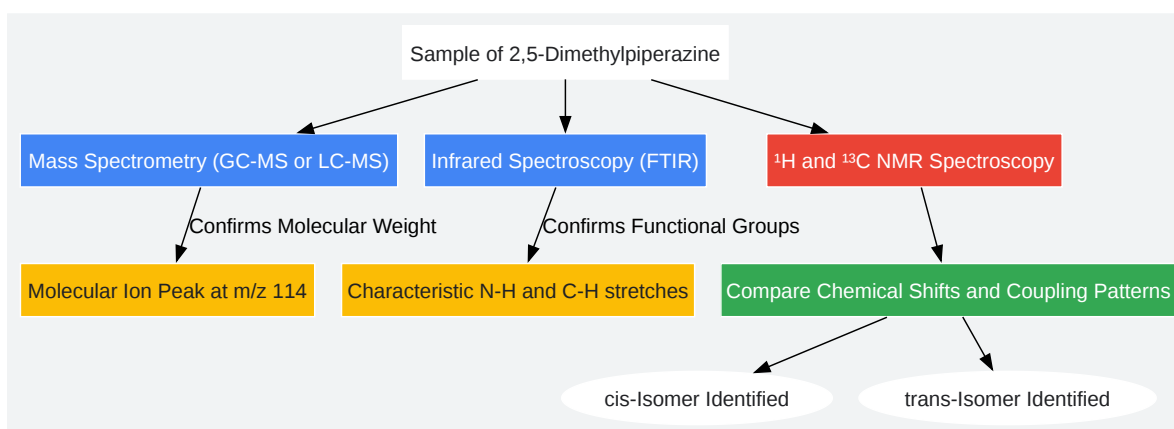 Sample of 2,5-Dimethylpiperazine
Mass Spectrometry (GC-MS or LC-MS)
Infrared Spectroscopy (FTIR)
¹H and ¹³C NMR Spectroscopy
Confirms Molecular Weight
Confirms Functional Groups
Molecular Ion Peak at m/z 114
Characteristic N-H and C-H stretches
Compare Chemical Shifts and Coupling Patterns
cis-Isomer Identified
trans-Isomer Identified